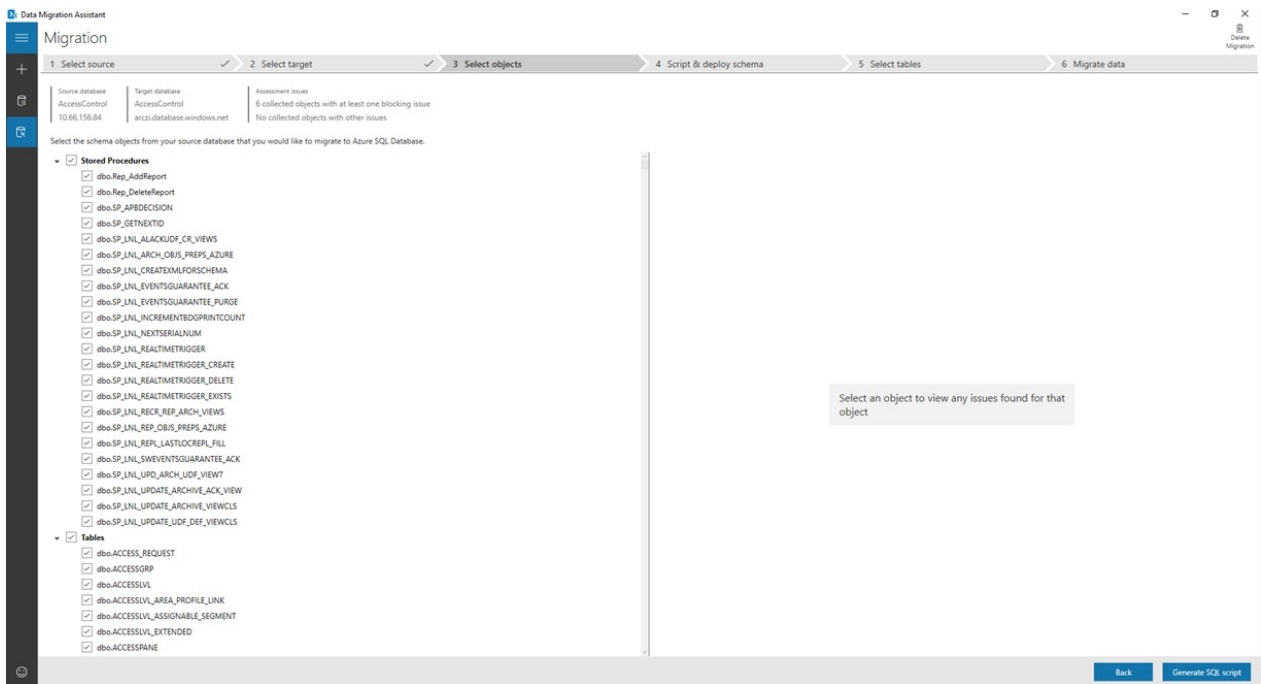 Data Migration Assistant
Migration
Delete
Migration
1 Select source
2 Select target
3 Select objects
4 Script & deploy schema
5 Select tables
6 Migrate data
Source database
AccessControl
10.66.156.84
Target database
AccessControl
arczi.database.windows.net
Assessment issues
6 collected objects with at least one blocking issue
No collected objects with other issues
Select the schema objects from your source database that you would like to migrate to Azure SQL Database.
Stored Procedures
dbo.Rep_AddReport
dbo.Rep_DeleteReport
dbo.SP_APBDECISION
dbo.SP_GETNEXTID
dbo.SP_LNL_ALACKUDF_CR_VIEWS
dbo.SP_LNL_ARCH_OBJS_PREPS_AZURE
dbo.SP_LNL_CREATEXMLFORSCHEMA
dbo.SP_LNL_EVENTSGUARANTEE_ACK
dbo.SP_LNL_EVENTSGUARANTEE_PURGE
dbo.SP_LNL_INCREMENTBDGPRINTCOUNT
dbo.SP_LNL_NEXTSERIALNUM
dbo.SP_LNL_REALTIMETRIGGER
dbo.SP_LNL_REALTIMETRIGGER_CREATE
dbo.SP_LNL_REALTIMETRIGGER_DELETE
dbo.SP_LNL_REALTIMETRIGGER_EXISTS
dbo.SP_LNL_RECR_REP_ARCH_VIEWS
dbo.SP_LNL_REP_OBJS_PREPS_AZURE
dbo.SP_LNL_REPL_LASTLOCREPL_FILL
dbo.SP_LNL_SWEVENTSGUARANTEE_ACK
dbo.SP_LNL_UPD_ARCH_UDF_VIEW7
dbo.SP_LNL_UPDATE_ARCHIVE_ACK_VIEW
dbo.SP_LNL_UPDATE_ARCHIVE_VIEWCLS
dbo.SP_LNL_UPDATE_UDF_DEF_VIEWCLS
Tables
dbo.ACCESS_REQUEST
dbo.ACCESSGRP
dbo.ACCESSLVL
dbo.ACCESSLVL_AREA_PROFILE_LINK
dbo.ACCESSLVL_ASSIGNABLE_SEGMENT
dbo.ACCESSLVL_EXTENDED
dbo.ACCESSPANE
Select an object to view any issues found for that
object
Back
Generate SQL script